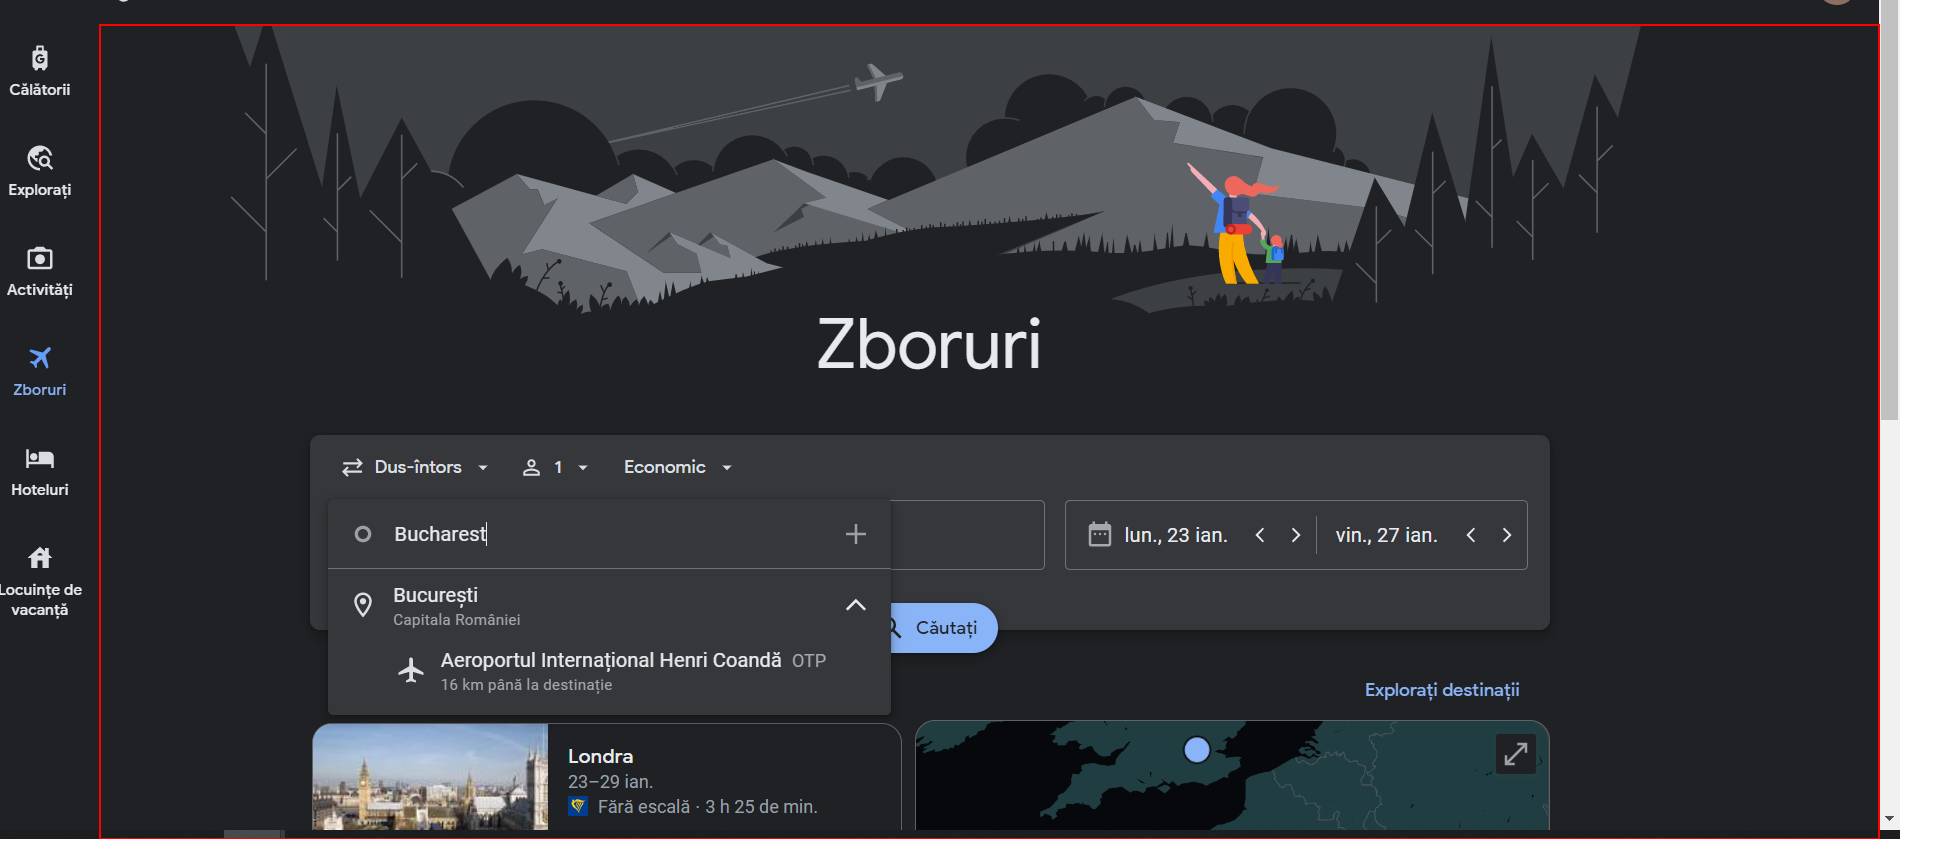 Călătorii
Explorați
Activități
Zboruri
Hoteluri
Locuințe de
vacanță
Zboruri
Dus-întors
1
Economic
Bucharest
lun., 23 ian.
vin., 27 ian.
București
Capitala României
Aeroportul Internațional Henri Coandă OTP
16 km până la destinație
Căutați
Explorați destinații
Londra
23–29 ian.
Fără escală · 3 h 25 de min.